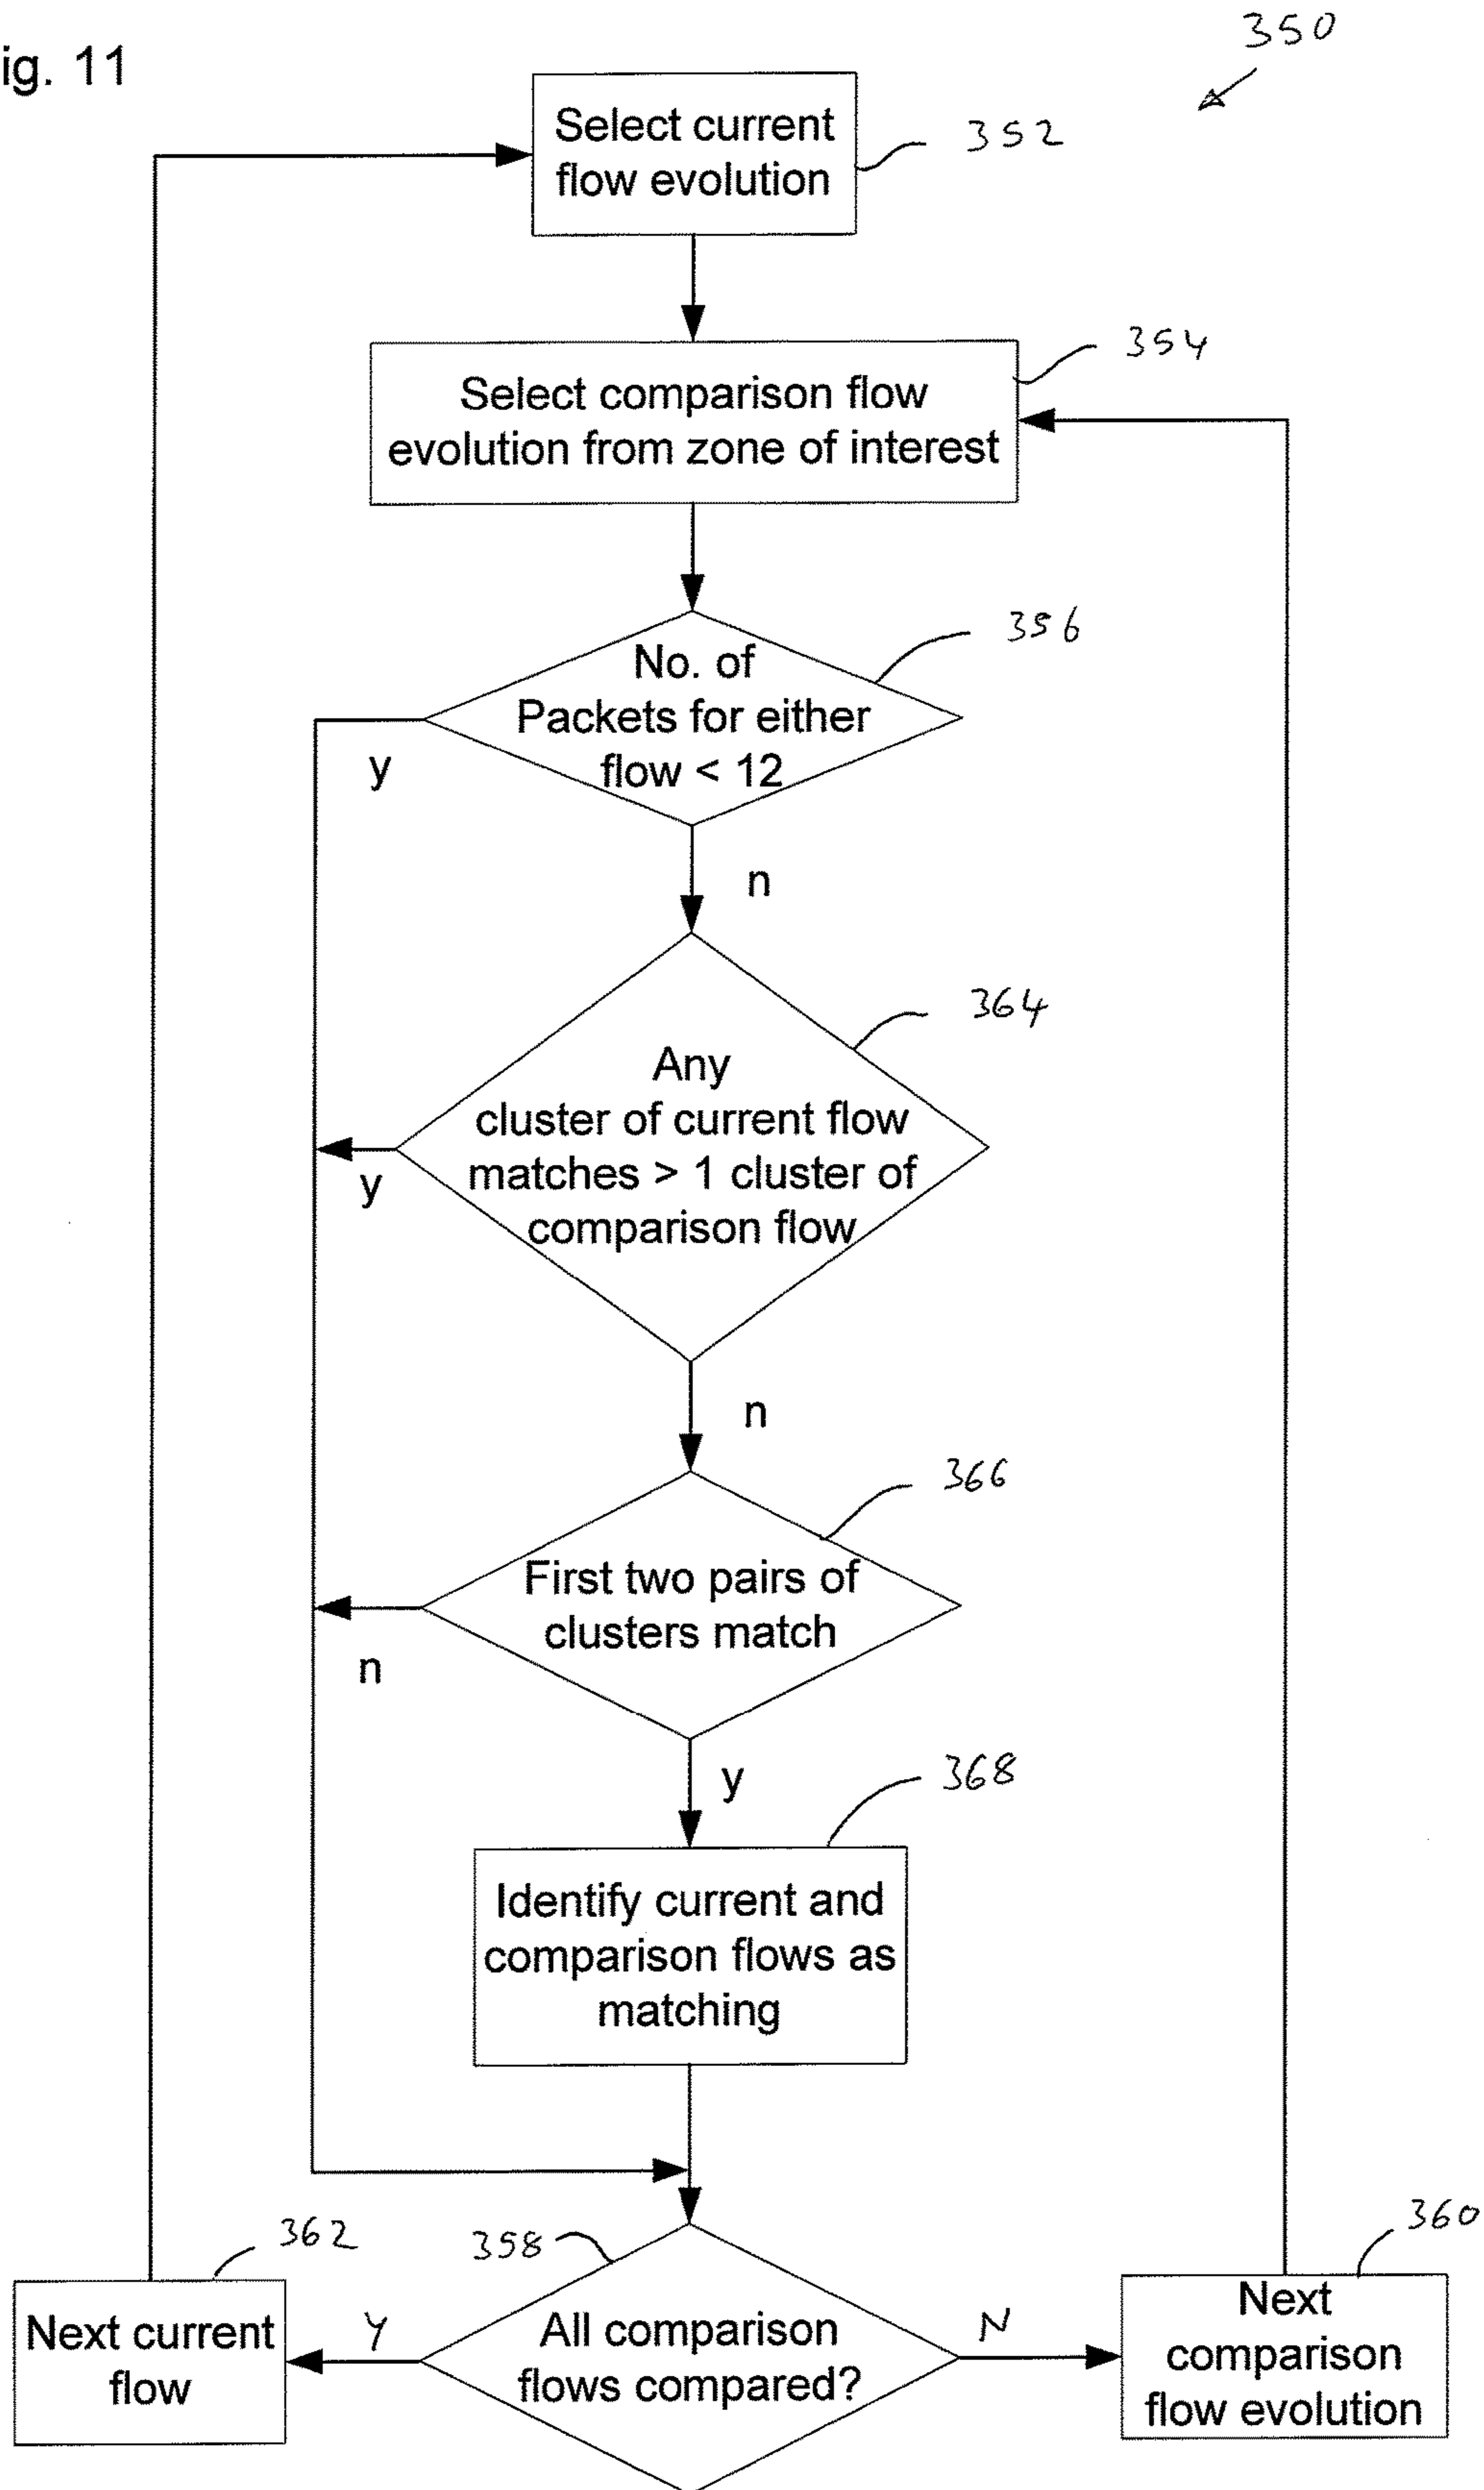 ig. 11
350
Select current
flow evolution
352
Select comparison flow
evolution from zone of interest
354
No. of
Packets for either
flow < 12
356
y
n
Any
cluster of current flow
matches > 1 cluster of
comparison flow
364
y
n
First two pairs of
clusters match
366
n
y
Identify current and
comparison flows as
matching
368
362
Next current
flow
Y
358
All comparison
flows compared?
N
360
Next
comparison
flow evolution